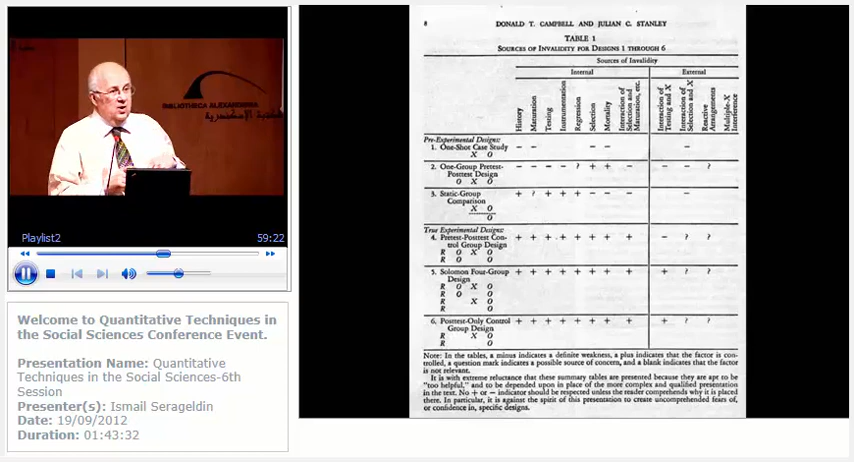 BIBLIOTHECA ALEXANDRINA
Playlist2
59:22
Welcome to Quantitative Techniques in
the Social Sciences Conference Event.
Presentation Name: Quantitative
Techniques in the Social Sciences-6th
Session
Presenter(s): Ismail Serageldin
Date: 19/09/2012
Duration: 01:43:32
8 DONALD T. CAMPBELL AND JULIAN C. STANLEY
TABLE 1
SOURCES OF INVALIDITY FOR DESIGNS 1 THROUGH 6
Sources of Invalidity
Internal External
History
Maturation
Testing
Instrumentation
Regression
Selection
Mortality
Interaction of
Selection and
Maturation, etc.
Interaction of
Testing and X
Interaction of
Selection and X
Reactive
Arrangements
Multiple-X
Interference
Pre-Experimental Designs:
1. One-Shot Case Study − − − − −
X O
2. One-Group Pretest- − − − − ? + + − − − ?
Posttest Design
O X O
3. Static-Group + ? + + + − − − −
Comparison
X O
O
True Experimental Designs:
4. Pretest-Posttest Con- + + + + + + + + − ? ?
trol Group Design
R O X O
R O O
5. Solomon Four-Group + + + + + + + + + ? ?
Design
R O X O
R O O
R X O
R O
6. Posttest-Only Control + + + + + + + + + ? ?
Group Design
R X O
R O
Note: In the tables, a minus indicates a definite weakness, a plus indicates that the factor is con-
trolled, a question mark indicates a possible source of concern, and a blank indicates that the factor
is not relevant.
It is with extreme reluctance that these summary tables are presented because they are apt to be
"too helpful," and to be depended upon in place of the more complex and qualified presentation
in the text. No + or − indicator should be respected unless the reader comprehends why it is placed
there. In particular, it is against the spirit of this presentation to create uncomprehended fears of,
or confidence in, specific designs.